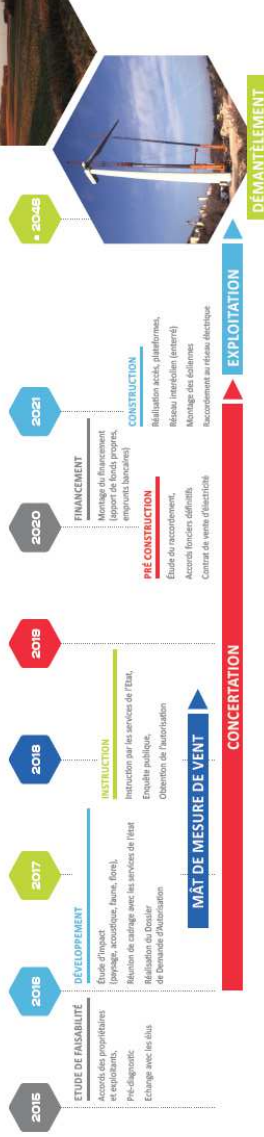 2015
2016
2017
2018
2019
2020
2021
± 2046
ETUDE DE FAISABILITÉ
Accords des propriétaires
et exploitants,
Pré-diagnostic
Echange avec les élus
DÉVELOPPEMENT
Étude d'impact
(paysage, acoustique, faune, flore),
Réunion de cadrage avec les services de l'état
Réalisation du Dossier
de Demande d'Autorisation
INSTRUCTION
Instruction par les services de l'Etat,
Enquête publique,
Obtention de l'autorisation
FINANCEMENT
Montage du financement
(apport de fonds propres,
emprunts bancaires)
PRÉ CONSTRUCTION
Étude du raccordement,
Accords fonciers définitifs
Contrat de vente d'électricité
CONSTRUCTION
Réalisation accès, plateformes,
Réseau interéolien (enterré)
Montage des éoliennes
Raccordement au réseau électrique
MÂT DE MESURE DE VENT
CONCERTATION
EXPLOITATION
DÉMANTÈLEMENT